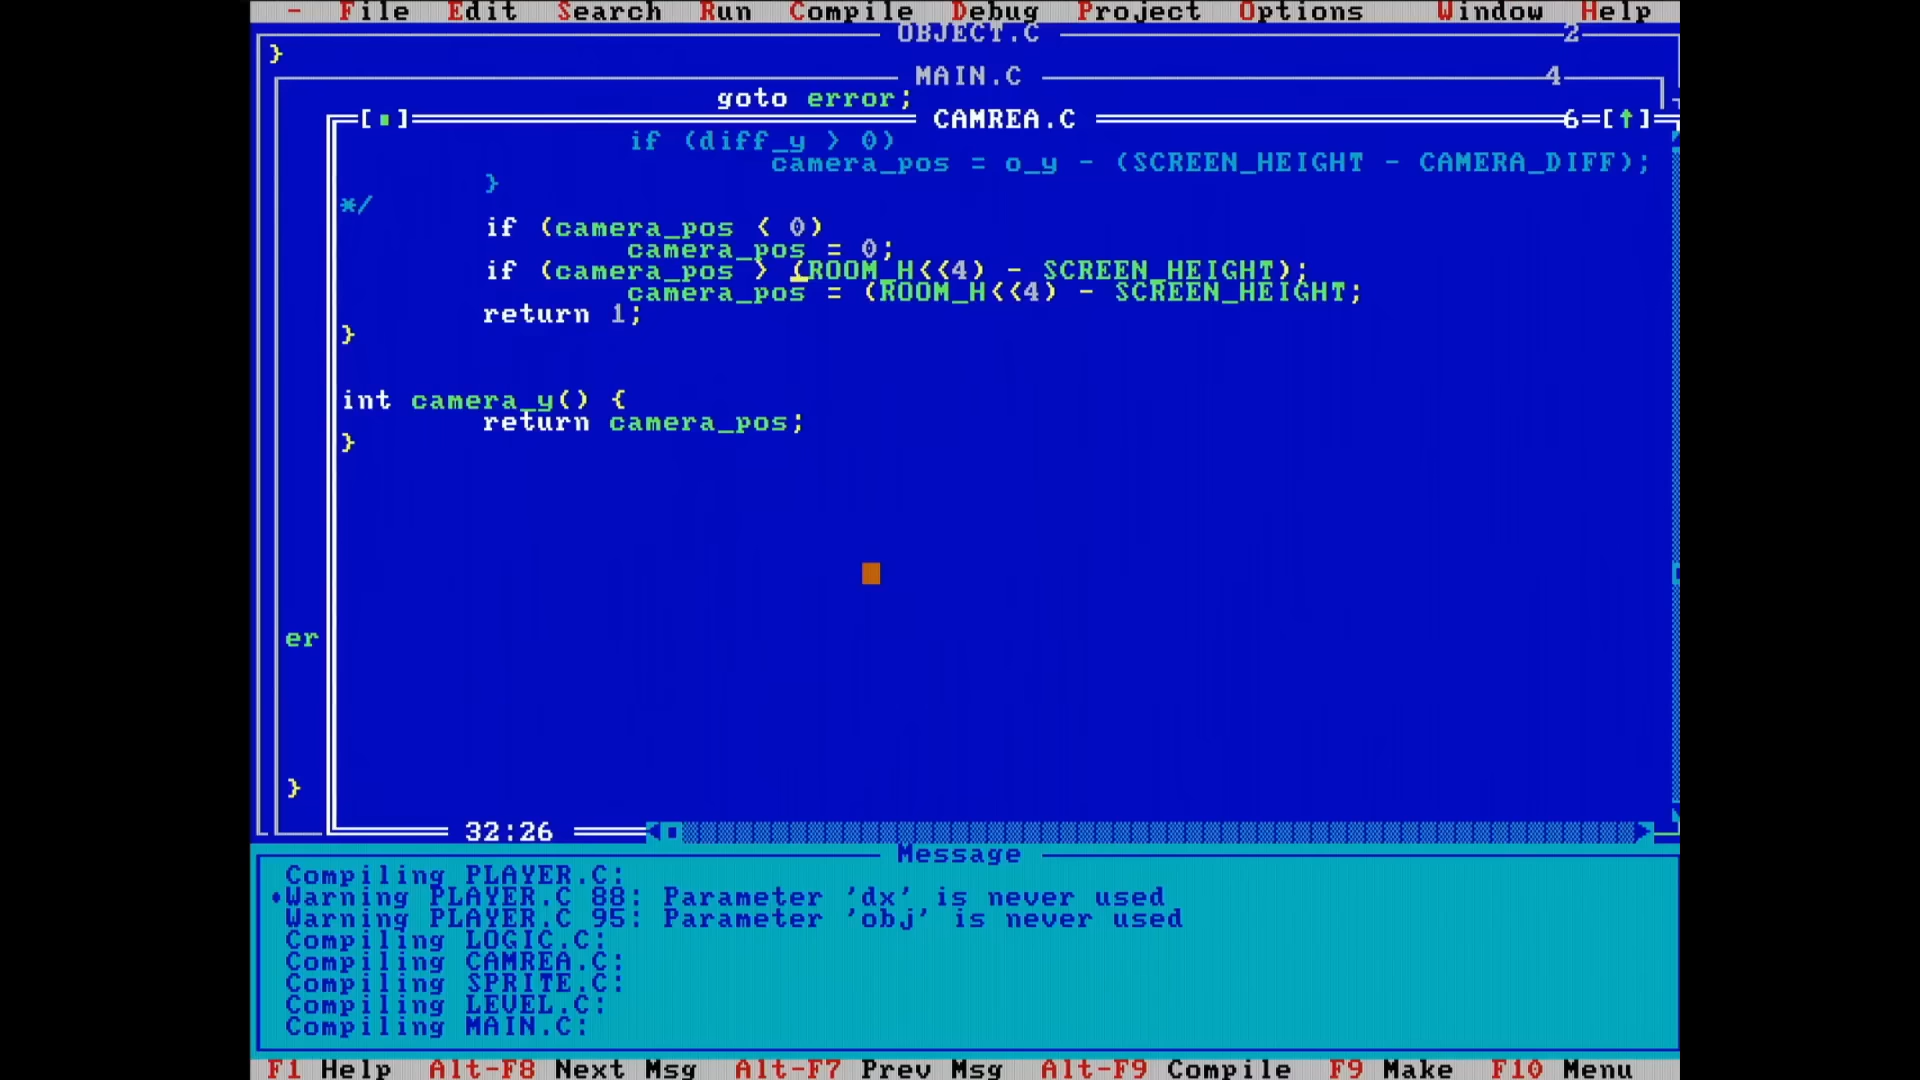 - File Edit Search Run Compile Debug Project Options Window Help
OBJECT.C 2
}
MAIN.C 4
goto error;
[■] CAMREA.C 6=[↑]
if (diff_y > 0)
camera_pos = o_y - (SCREEN_HEIGHT - CAMERA_DIFF);
}
*/
if (camera_pos < 0)
camera_pos = 0;
if (camera_pos > (ROOM_H<<4) - SCREEN_HEIGHT);
camera_pos = (ROOM_H<<4) - SCREEN_HEIGHT;
return 1;
}
int camera_y() {
return camera_pos;
}
er
}
32:26
Message
Compiling PLAYER.C:
•Warning PLAYER.C 88: Parameter 'dx' is never used
Warning PLAYER.C 95: Parameter 'obj' is never used
Compiling LOGIC.C:
Compiling CAMREA.C:
Compiling SPRITE.C:
Compiling LEVEL.C:
Compiling MAIN.C:
F1 Help Alt-F8 Next Msg Alt-F7 Prev Msg Alt-F9 Compile F9 Make F10 Menu